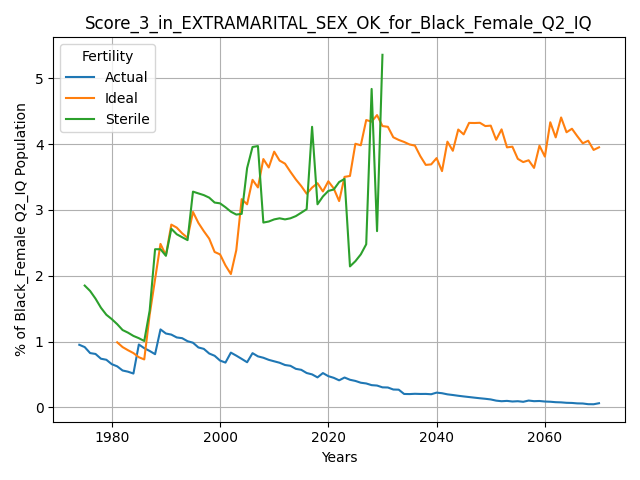 Score_3_in_EXTRAMARITAL_SEX_OK_for_Black_Female_Q2_IQ
Fertility
Actual
Ideal
Sterile
% of Black_Female Q2_IQ Population
5
4
3
2
1
0
1980 2000 2020 2040 2060
Years